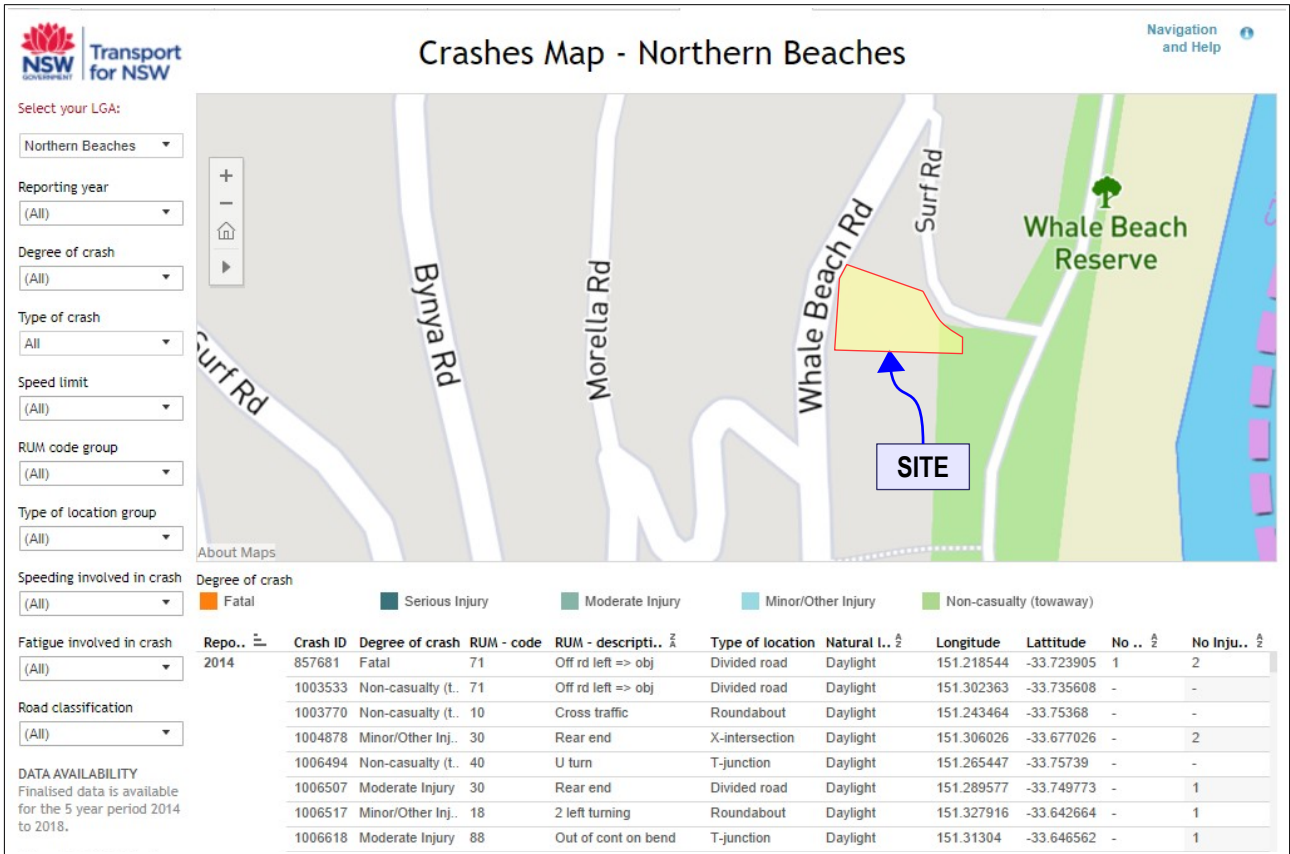 NSW
GOVERNMENT
Transport
for NSW
Crashes Map - Northern Beaches
Navigation
and Help
Select your LGA:
Northern Beaches
Reporting year
(All)
Degree of crash
(All)
Type of crash
All
Speed limit
(All)
RUM code group
(All)
Type of location group
(All)
Speeding involved in crash
(All)
Fatigue involved in crash
(All)
Road classification
(All)
DATA AVAILABILITY
Finalised data is available
for the 5 year period 2014
to 2018.
Surf Rd
Bynya Rd
Morella Rd
Whale Beach Rd
Surf Rd
Whale Beach
Reserve
SITE
About Maps
Degree of crash
Fatal Serious Injury Moderate Injury Minor/Other Injury Non-casualty (towaway)
Repo.. Crash ID Degree of crash RUM - code RUM - descripti.. Type of location Natural l.. Longitude Lattitude No .. No Inju..
2014 857681 Fatal 71 Off rd left => obj Divided road Daylight 151.218544 -33.723905 1 2
1003533 Non-casualty (t.. 71 Off rd left => obj Divided road Daylight 151.302363 -33.735608 - -
1003770 Non-casualty (t.. 10 Cross traffic Roundabout Daylight 151.243464 -33.75368 - -
1004878 Minor/Other Inj.. 30 Rear end X-intersection Daylight 151.306026 -33.677026 - 2
1006494 Non-casualty (t.. 40 U turn T-junction Daylight 151.265447 -33.75739 - -
1006507 Moderate Injury 30 Rear end Divided road Daylight 151.289577 -33.749773 - 1
1006517 Minor/Other Inj.. 18 2 left turning Roundabout Daylight 151.327916 -33.642664 - 1
1006618 Moderate Injury 88 Out of cont on bend T-junction Daylight 151.31304 -33.646562 - 1